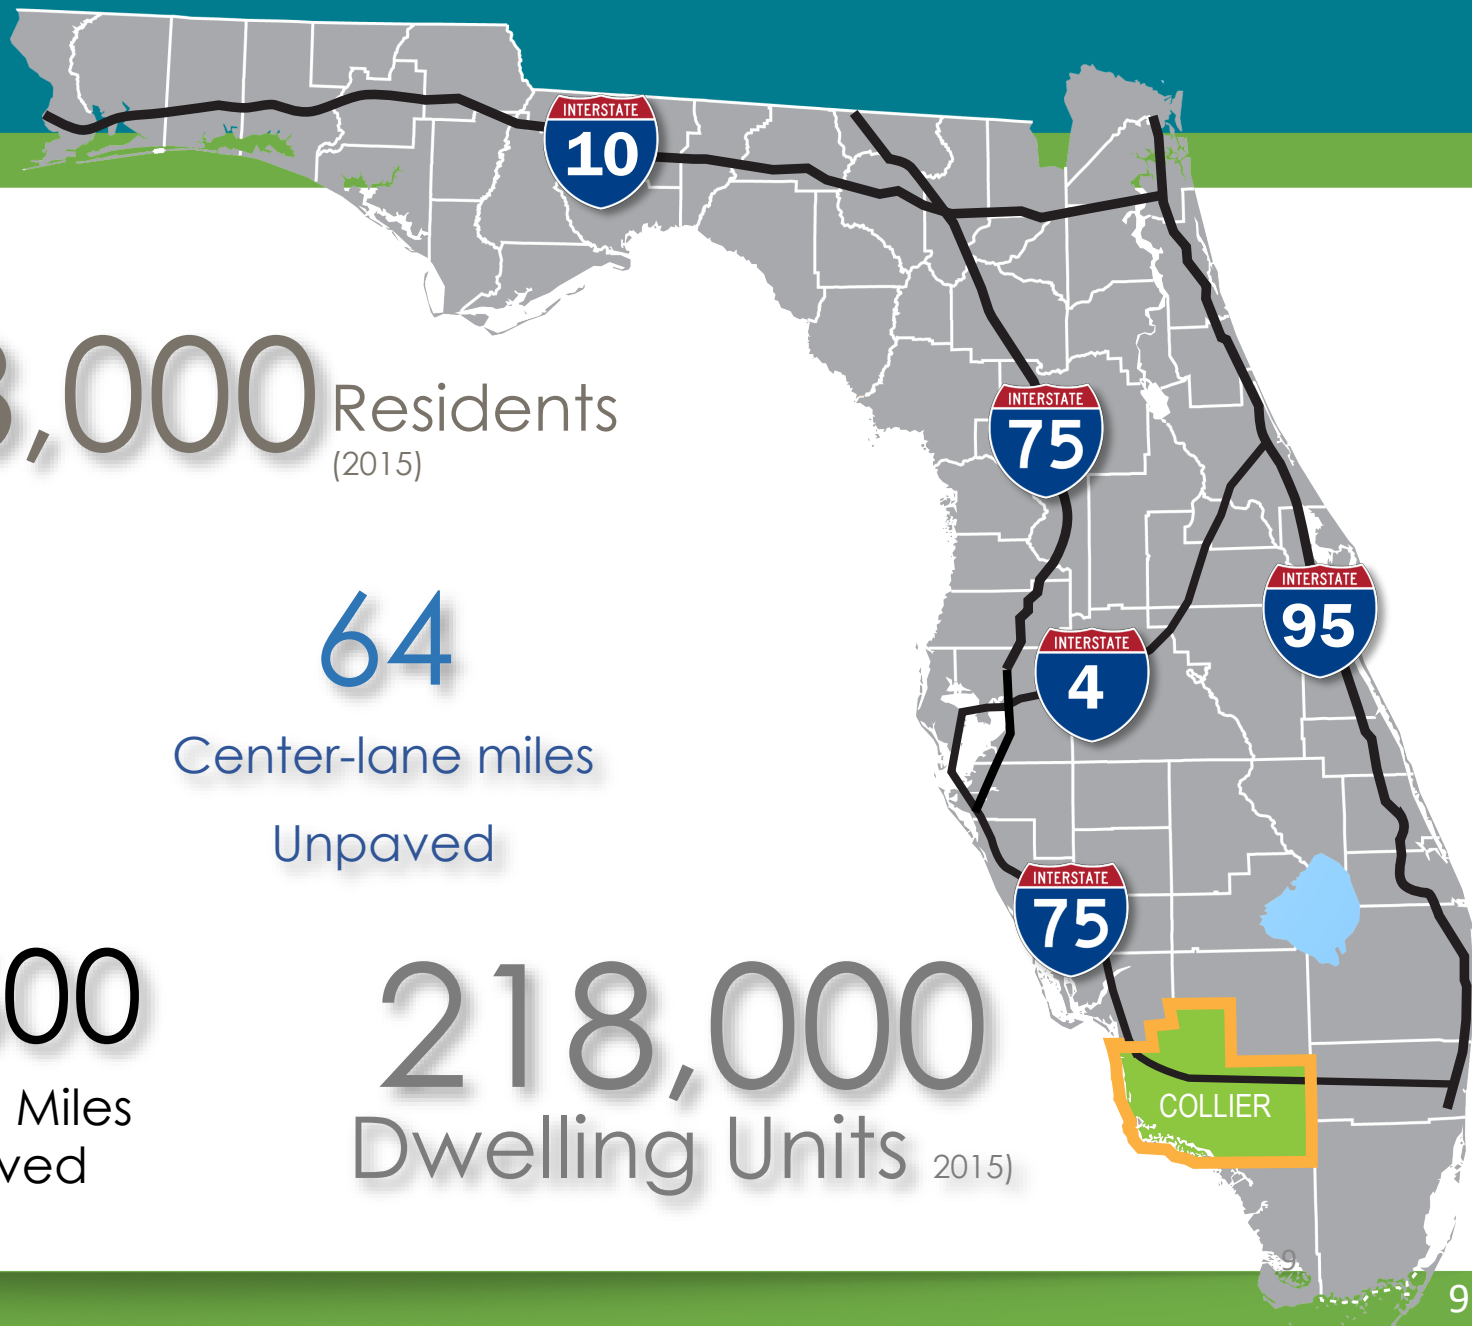 INTERSTATE
10
,000 Residents
(2015)
INTERSTATE
75
64
Center-lane miles
Unpaved
INTERSTATE
95
INTERSTATE
4
INTERSTATE
75
00
Miles
ved
218,000
Dwelling Units 2015)
COLLIER
9
9